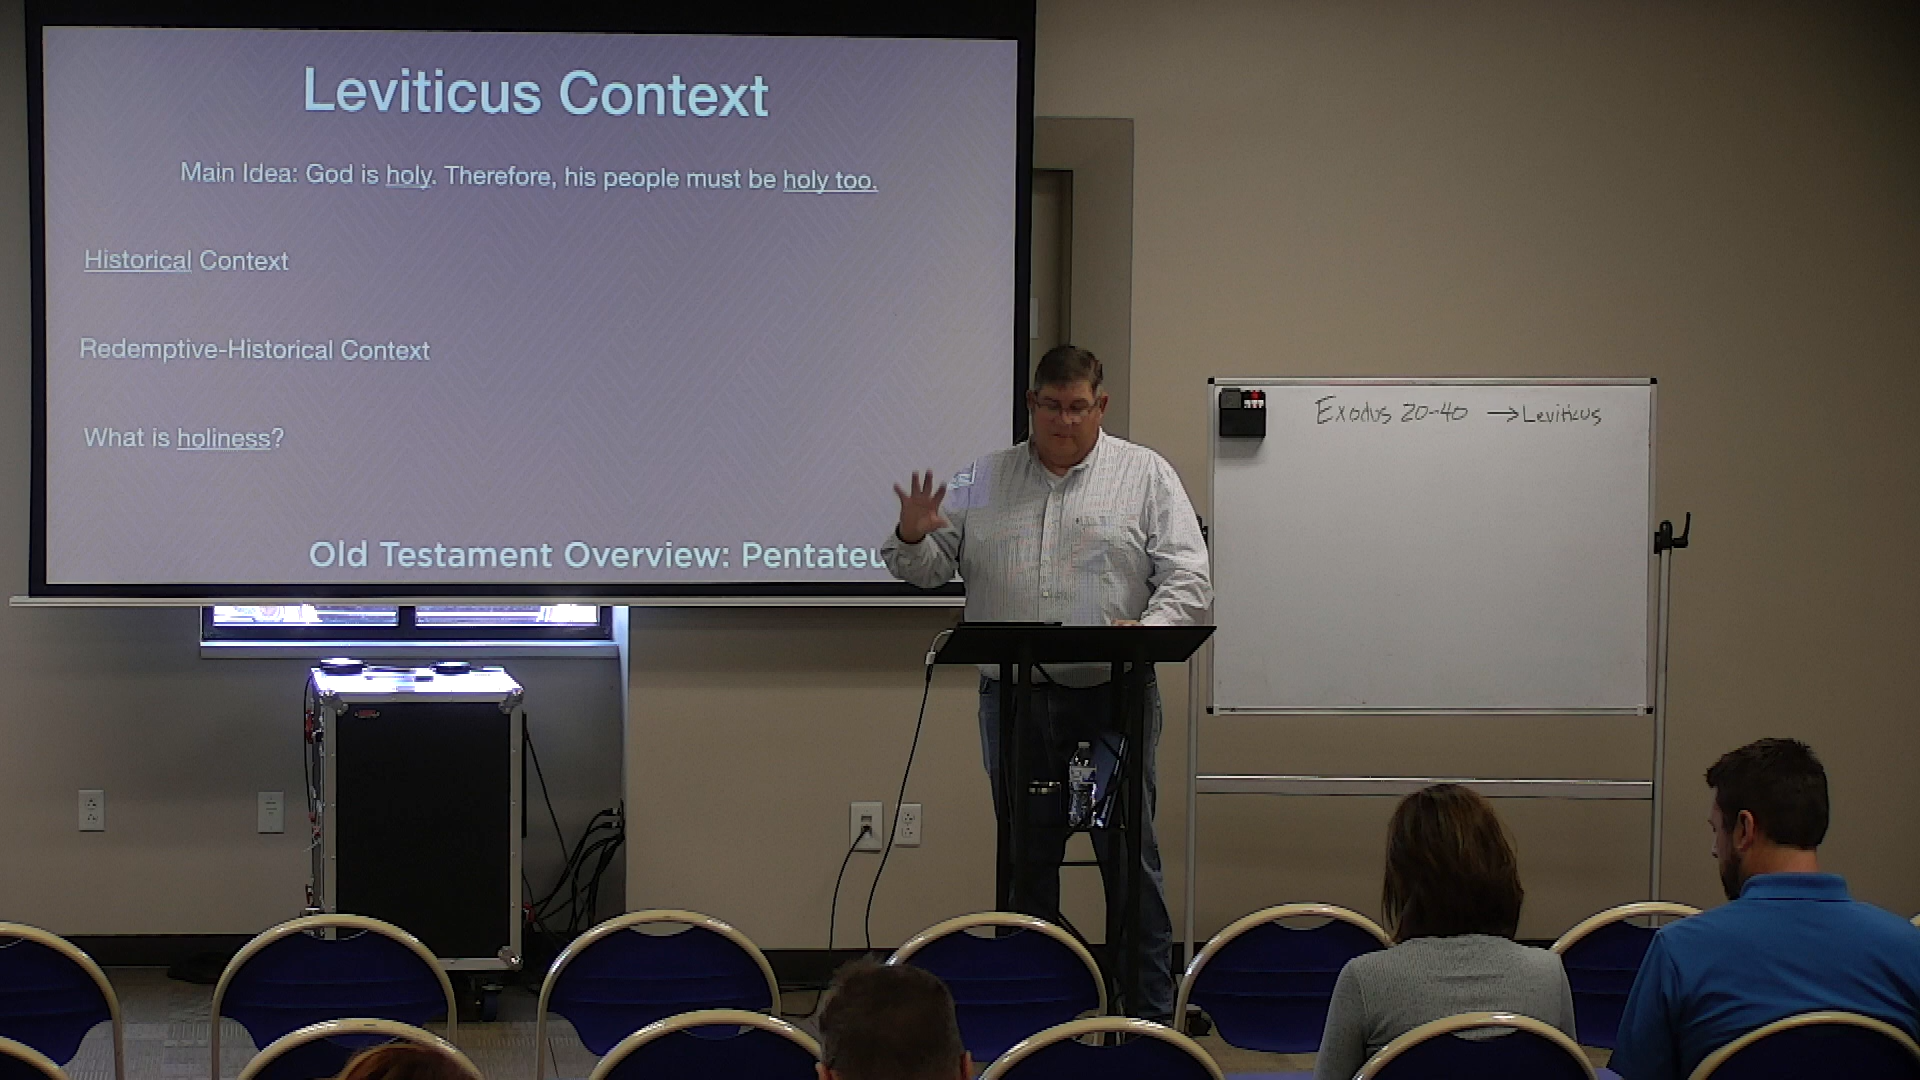 Leviticus Context
Main Idea: God is holy. Therefore, his people must be holy too.
Historical Context
Redemptive-Historical Context
What is holiness?
Old Testament Overview: Pentateu
Exodus 20-40 → Leviticus